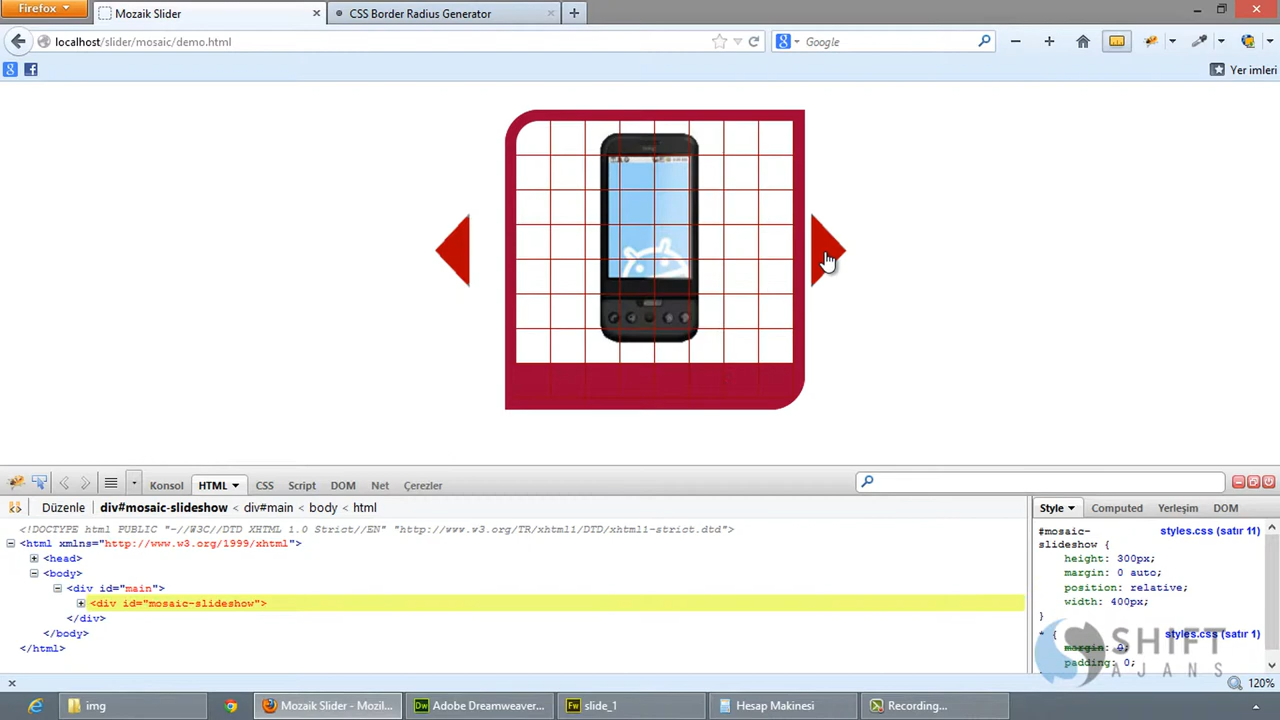 Firefox
Mozaik Slider
CSS Border Radius Generator
localhost/slider/mosaic/demo.html
Google
Yer imleri
Konsol
HTML
CSS
Script
DOM
Net
Çerezler
Düzenle
div#mosaic-slideshow < div#main < body < html
Style
Computed
Yerleşim
DOM
<!DOCTYPE html PUBLIC "-//W3C//DTD XHTML 1.0 Strict//EN" "http://www.w3.org/TR/xhtml1/DTD/xhtml1-strict.dtd">
<html xmlns="http://www.w3.org/1999/xhtml">
<head>
<body>
<div id="main">
<div id="mosaic-slideshow">
</div>
</body>
</html>
#mosaic-
slideshow {
styles.css (satır 11)
height: 300px;
margin: 0 auto;
position: relative;
width: 400px;
}
* {
styles.css (satır 1)
margin: 0;
padding: 0;
SHIFT
AJANS
120%
img
Mozaik Slider - Mozil...
Adobe Dreamweaver...
slide_1
Hesap Makinesi
Recording...